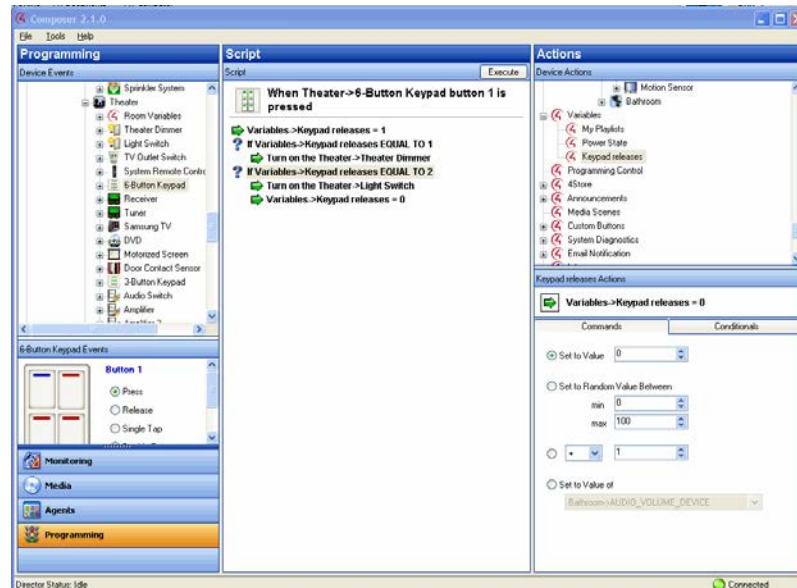 Composer 2.1.0
File Tools Help
Programming
Device Events
Sprinkler System
Theater
Room Variables
Theater Dimmer
Light Switch
TV Outlet Switch
System Remote Contro
6-Button Keypad
Receiver
Tuner
Samsung TV
DVD
Motorized Screen
Door Contact Sensor
3-Button Keypad
Audio Switch
Amplifier
6-Button Keypad Events
Button 1
Press
Release
Single Tap
Monitoring
Media
Agents
Programming
Script
Script Execute
When Theater->6-Button Keypad button 1 is
pressed
Variables->Keypad releases = 1
If Variables->Keypad releases EQUAL TO 1
Turn on the Theater->Theater Dimmer
If Variables->Keypad releases EQUAL TO 2
Turn on the Theater->Light Switch
Variables->Keypad releases = 0
Actions
Device Actions
Motion Sensor
Bathroom
Variables
My Playlists
Power State
Keypad releases
Programming Control
4Store
Announcements
Media Scenes
Custom Buttons
System Diagnostics
Email Notification
Keypad releases Actions
Variables->Keypad releases = 0
Commands Conditionals
Set to Value 0
Set to Random Value Between
min 0
max 100
+ 1
Set to Value of
Bathroom->AUDIO_VOLUME_DEVICE
Director Status: Idle
Connected